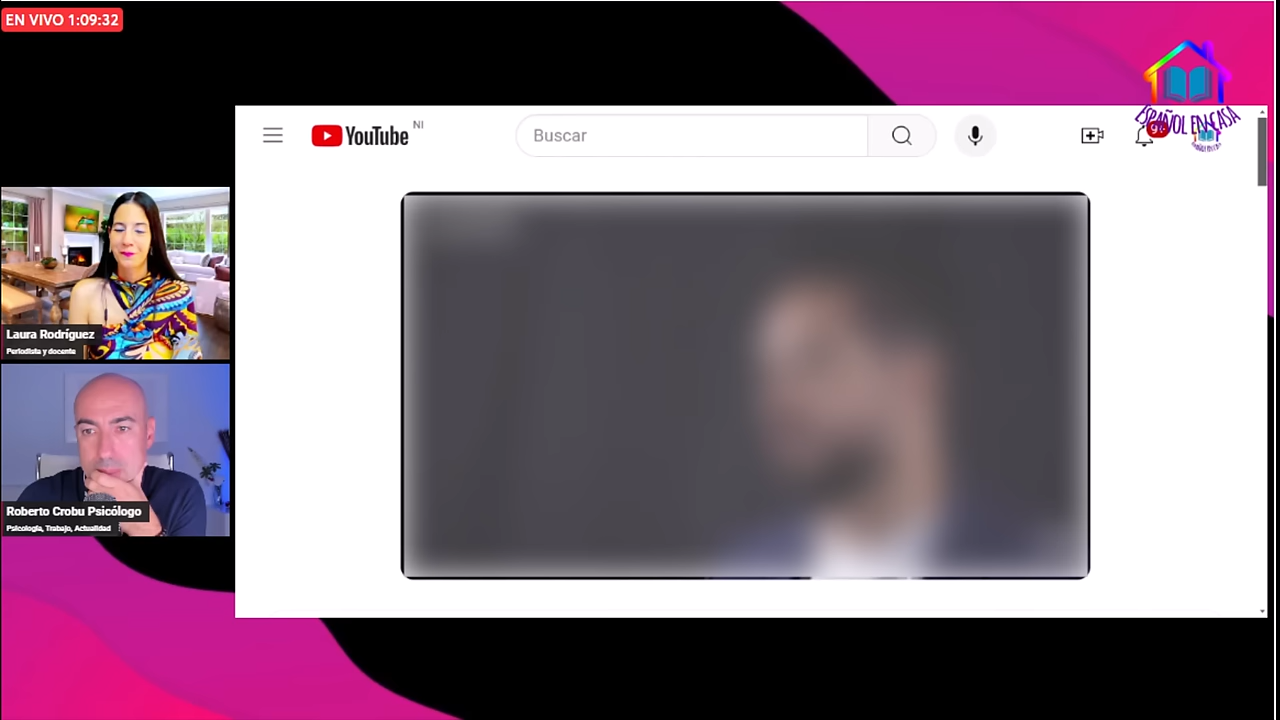 EN VIVO 1:09:32
YouTube NI
Buscar
9+
ESPAÑOL EN CASA
Laura Rodríguez
Periodista y docente
Roberto Crobu Psicólogo
Psicología, Trabajo, Actualidad